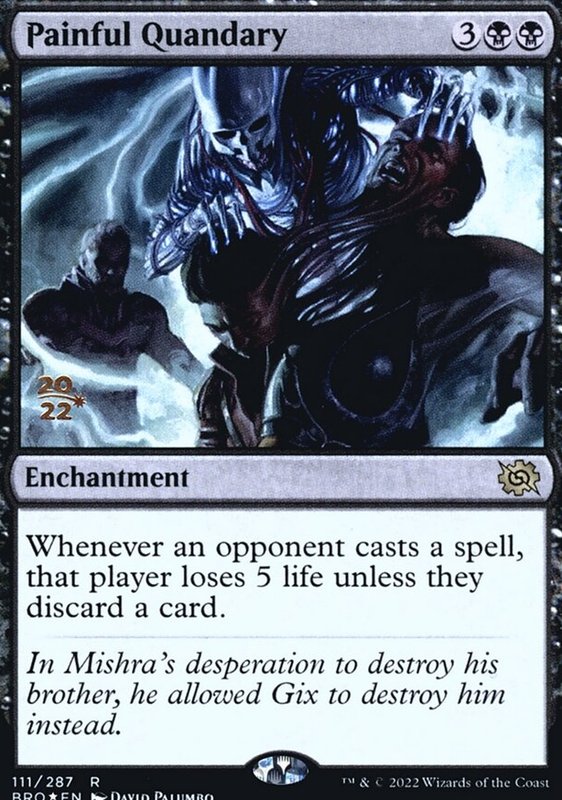 Painful Quandary 3
20
22
Enchantment
Whenever an opponent casts a spell,
that player loses 5 life unless they
discard a card.
In Mishra's desperation to destroy his
brother, he allowed Gix to destroy him
instead.
111/287 R
™ & © 2022 Wizards of the Coast
BRO★EN DAVID PALUMBO